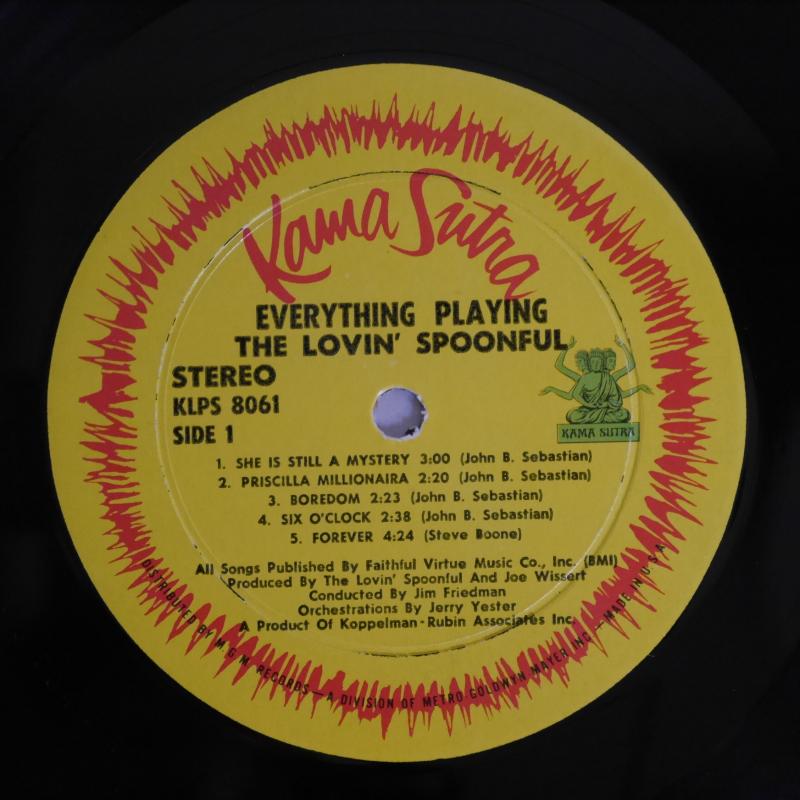 Kama Sutra
EVERYTHING PLAYING
THE LOVIN' SPOONFUL
STEREO
KLPS 8061
SIDE 1
KAMA SUTRA
1. SHE IS STILL A MYSTERY 3:00 (John B. Sebastian)
2. PRISCILLA MILLIONAIRA 2:20 (John B. Sebastian)
3. BOREDOM 2:23 (John B. Sebastian)
4. SIX O'CLOCK 2:38 (John B. Sebastian)
5. FOREVER 4:24 (Steve Boone)
All Songs Published By Faithful Virtue Music Co., Inc. (BMI)
Produced By The Lovin' Spoonful And Joe Wissert
Conducted By Jim Friedman
Orchestrations By Jerry Yester
A Product Of Koppelman-Rubin Associates Inc.
DISTRIBUTED BY M.G.M. RECORDS — A DIVISION OF METRO-GOLDWYN-MAYER INC. — MADE IN U.S.A.